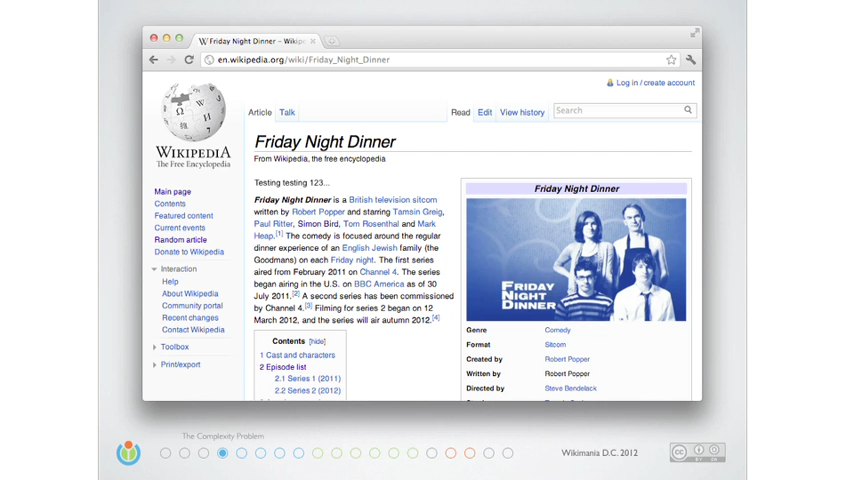 Friday Night Dinner – Wikipe
en.wikipedia.org/wiki/Friday_Night_Dinner
Log in / create account
Article Talk Read Edit View history Search
WIKIPEDIA
The Free Encyclopedia
Main page
Contents
Featured content
Current events
Random article
Donate to Wikipedia
Interaction
Help
About Wikipedia
Community portal
Recent changes
Contact Wikipedia
Toolbox
Print/export
Friday Night Dinner
From Wikipedia, the free encyclopedia
Testing testing 123...
Friday Night Dinner is a British television sitcom
written by Robert Popper and starring Tamsin Greig,
Paul Ritter, Simon Bird, Tom Rosenthal and Mark
Heap.[1] The comedy is focused around the regular
dinner experience of an English Jewish family (the
Goodmans) on each Friday night. The first series
aired from February 2011 on Channel 4. The series
began airing in the U.S. on BBC America as of 30
July 2011.[2] A second series has been commissioned
by Channel 4.[3] Filming for series 2 began on 12
March 2012, and the series will air autumn 2012.[4]
Contents [hide]
1 Cast and characters
2 Episode list
2.1 Series 1 (2011)
2.2 Series 2 (2012)
Friday Night Dinner
FRIDAY
NIGHT
DINNER
Genre Comedy
Format Sitcom
Created by Robert Popper
Written by Robert Popper
Directed by Steve Bendelack
The Complexity Problem
Wikimania D.C. 2012